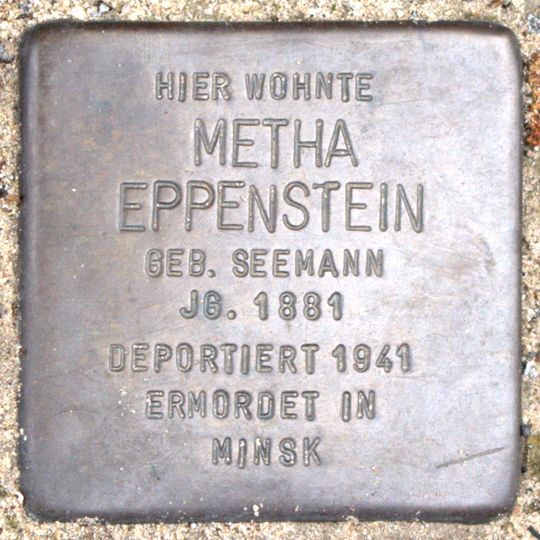 HIER WOHNTE
METHA
EPPENSTEIN
GEB. SEEMANN
JG. 1881
DEPORTIERT 1941
ERMORDET IN
MINSK